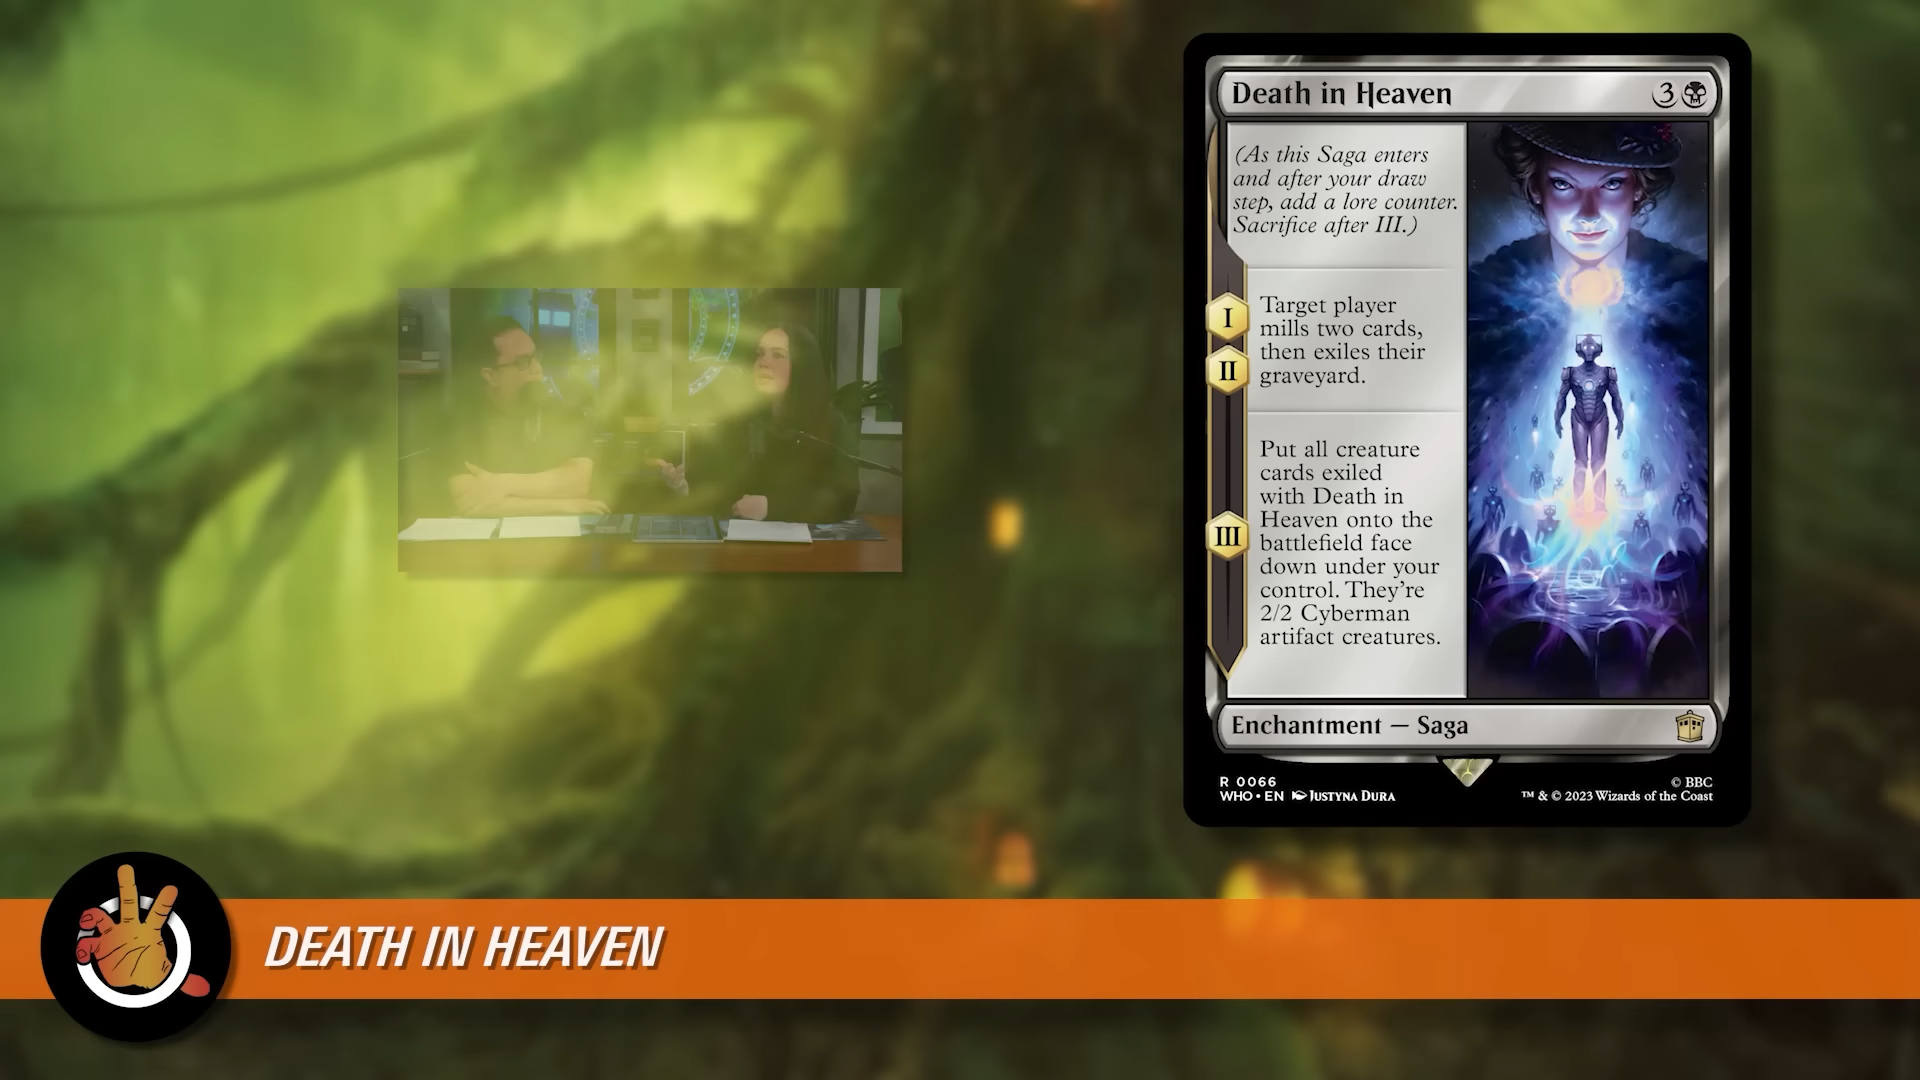 Death in Heaven 3
(As this Saga enters
and after your draw
step, add a lore counter.
Sacrifice after III.)
I
II
Target player
mills two cards,
then exiles their
graveyard.
III
Put all creature
cards exiled
with Death in
Heaven onto the
battlefield face
down under your
control. They're
2/2 Cyberman
artifact creatures.
Enchantment — Saga
R 0066
WHO • EN Justyna Dura
© BBC
™ & © 2023 Wizards of the Coast
DEATH IN HEAVEN